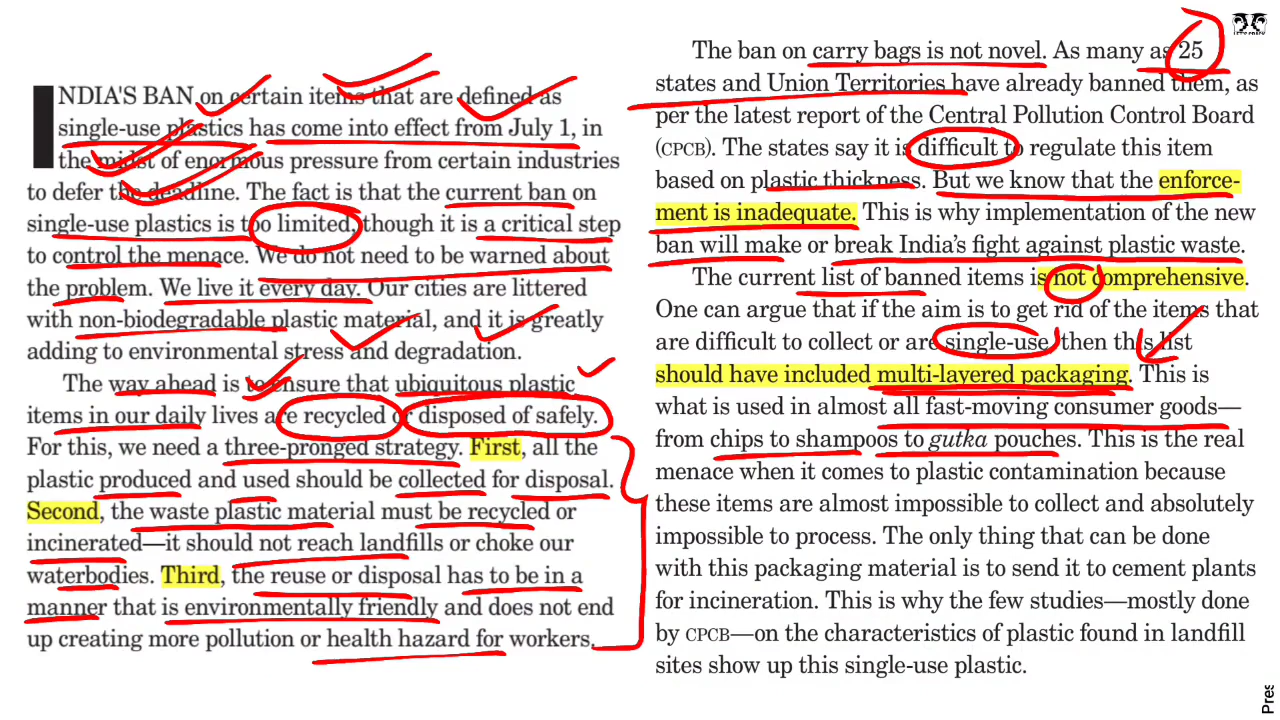 INDIA'S BAN on certain items that are defined as
single-use plastics has come into effect from July 1, in
the midst of enormous pressure from certain industries
to defer the deadline. The fact is that the current ban on
single-use plastics is too limited, though it is a critical step
to control the menace. We do not need to be warned about
the problem. We live it every day. Our cities are littered
with non-biodegradable plastic material, and it is greatly
adding to environmental stress and degradation.
The way ahead is to ensure that ubiquitous plastic
items in our daily lives are recycled or disposed of safely.
For this, we need a three-pronged strategy. First, all the
plastic produced and used should be collected for disposal.
Second, the waste plastic material must be recycled or
incinerated—it should not reach landfills or choke our
waterbodies. Third, the reuse or disposal has to be in a
manner that is environmentally friendly and does not end
up creating more pollution or health hazard for workers.
The ban on carry bags is not novel. As many as 25
states and Union Territories have already banned them, as
per the latest report of the Central Pollution Control Board
(CPCB). The states say it is difficult to regulate this item
based on plastic thickness. But we know that the enforce-
ment is inadequate. This is why implementation of the new
ban will make or break India's fight against plastic waste.
The current list of banned items is not comprehensive.
One can argue that if the aim is to get rid of the items that
are difficult to collect or are single-use, then this list
should have included multi-layered packaging. This is
what is used in almost all fast-moving consumer goods—
from chips to shampoos to gutka pouches. This is the real
menace when it comes to plastic contamination because
these items are almost impossible to collect and absolutely
impossible to process. The only thing that can be done
with this packaging material is to send it to cement plants
for incineration. This is why the few studies—mostly done
by CPCB—on the characteristics of plastic found in landfill
sites show up this single-use plastic.
Pres